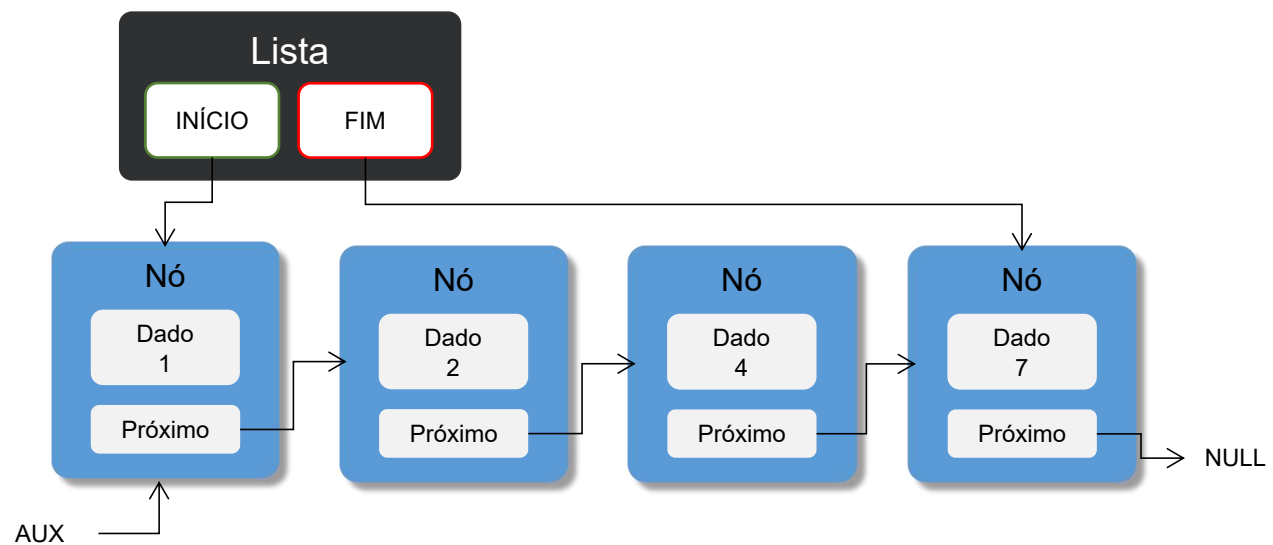 Lista
INÍCIO
FIM
Nó
Dado
1
Próximo
Nó
Dado
2
Próximo
Nó
Dado
4
Próximo
Nó
Dado
7
Próximo
NULL
AUX